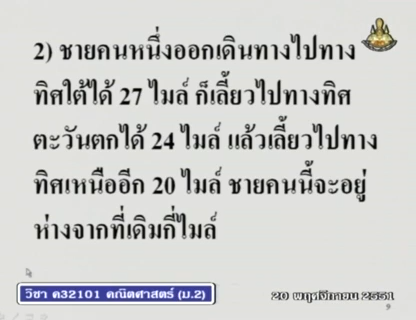 2) ชายคนหนึ่งออกเดินทางไปทาง
ทิศใต้ได้ 27 ไมล์ ก็เลี้ยวไปทางทิศ
ตะวันตกได้ 24 ไมล์ แล้วเลี้ยวไปทาง
ทิศเหนืออีก 20 ไมล์ ชายคนนี้จะอยู่
ห่างจากที่เดิมกี่ไมล์
วิชา ค32101 คณิตศาสตร์ (ม.2)
20 พฤศจิกายน 2551
9